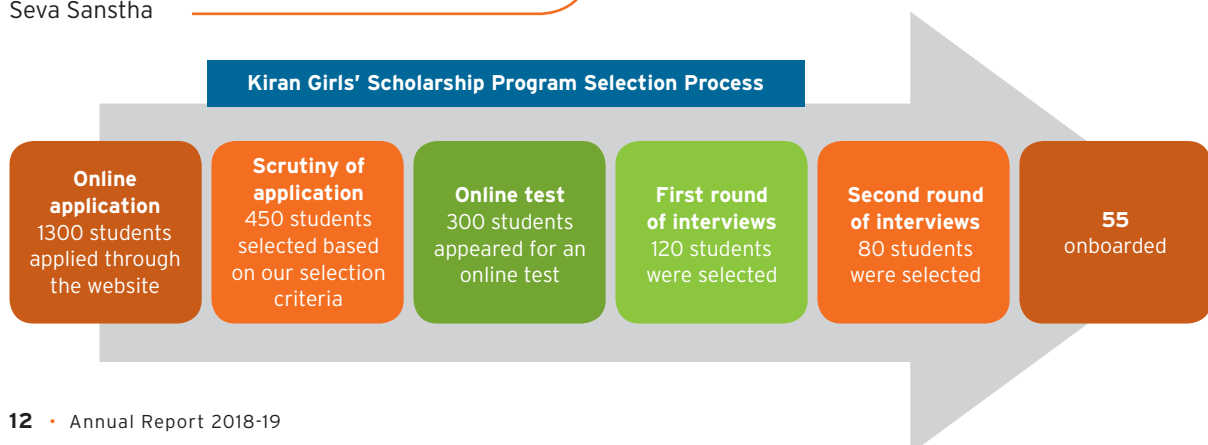 Seva Sanstha
Kiran Girls' Scholarship Program Selection Process
Online
application
1300 students
applied through
the website
Scrutiny of
application
450 students
selected based
on our selection
criteria
Online test
300 students
appeared for an
online test
First round
of interviews
120 students
were selected
Second round
of interviews
80 students
were selected
55
onboarded
12 • Annual Report 2018-19